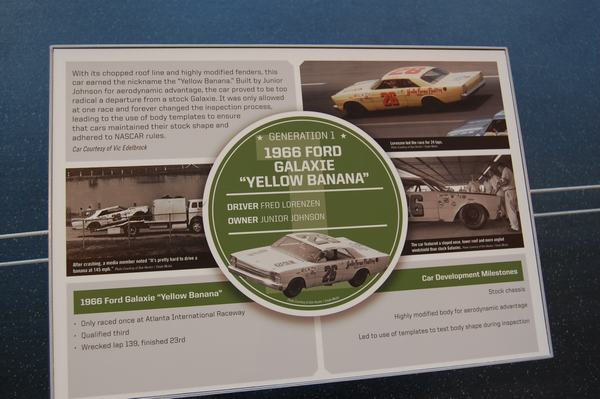 With its chopped roof line and highly modified fenders, this
car earned the nickname the "Yellow Banana." Built by Junior
Johnson for aerodynamic advantage, the car proved to be too
radical a departure from a stock Galaxie. It was only allowed
at one race and forever changed the inspection process,
leading to the use of body templates to ensure
that cars maintained their stock shape and
adhered to NASCAR rules.
Car Courtesy of Vic Edelbrock
26
Lorenzen led the race for 24 laps.
GENERATION 1
1966 FORD
GALAXIE
"YELLOW BANANA"
DRIVER FRED LORENZEN
OWNER JUNIOR JOHNSON
26
After crashing, a media member noted "It's pretty hard to drive a
banana at 145 mph."
The car featured a sloped nose, lower roof and more angled
windshield than stock Galaxies.
1966 Ford Galaxie "Yellow Banana"
• Only raced once at Atlanta International Raceway
• Qualified third
• Wrecked lap 139, finished 23rd
Car Development Milestones
Stock chassis
Highly modified body for aerodynamic advantage
Led to use of templates to test body shape during inspection